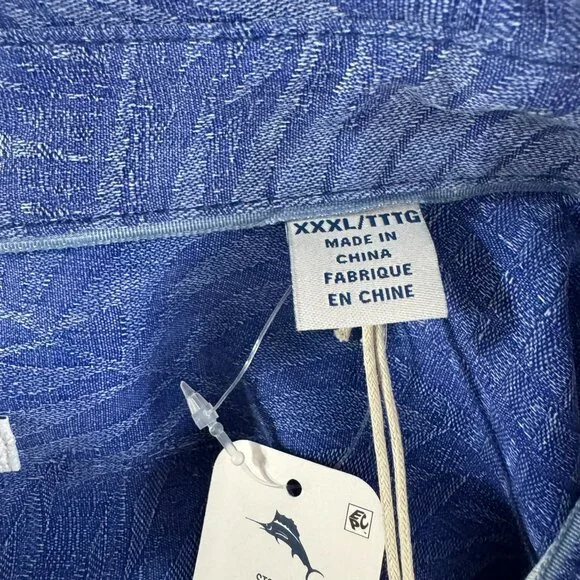 XXXL/TTTG
MADE IN
CHINA
FABRIQUE
EN CHINE